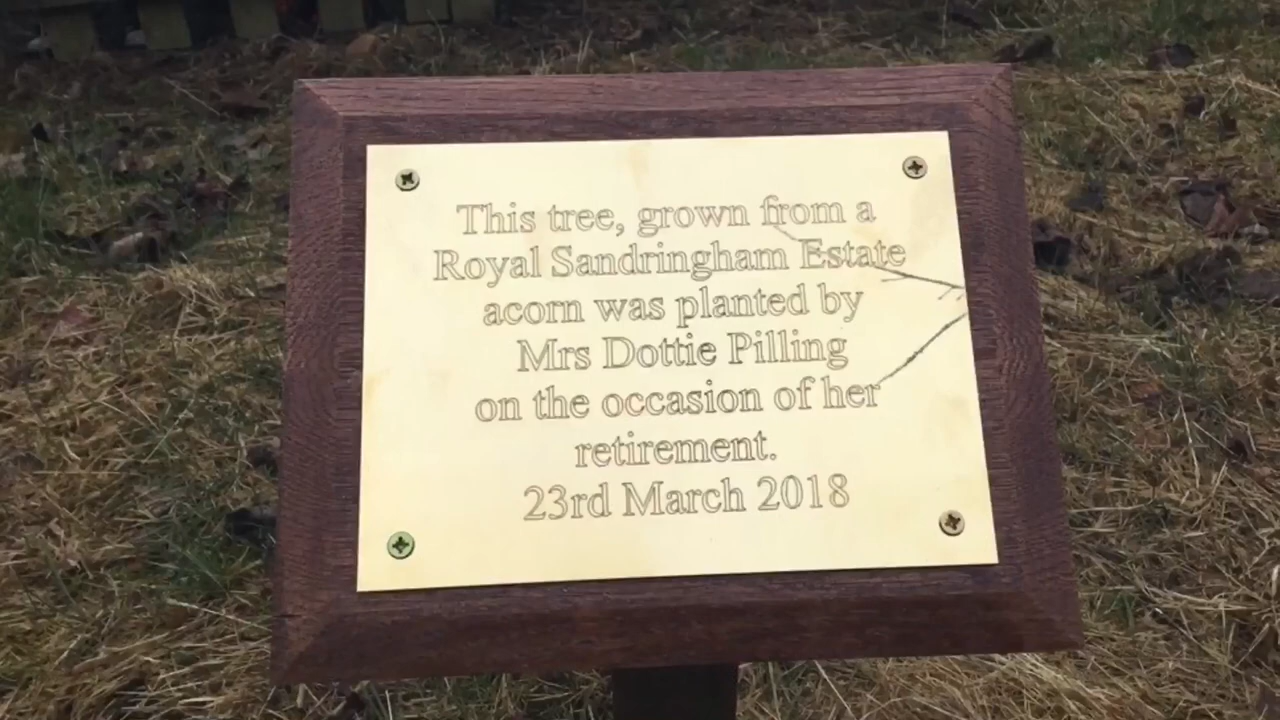 This tree, grown from a
Royal Sandringham Estate
acorn was planted by
Mrs Dottie Pilling
on the occasion of her
retirement.
23rd March 2018